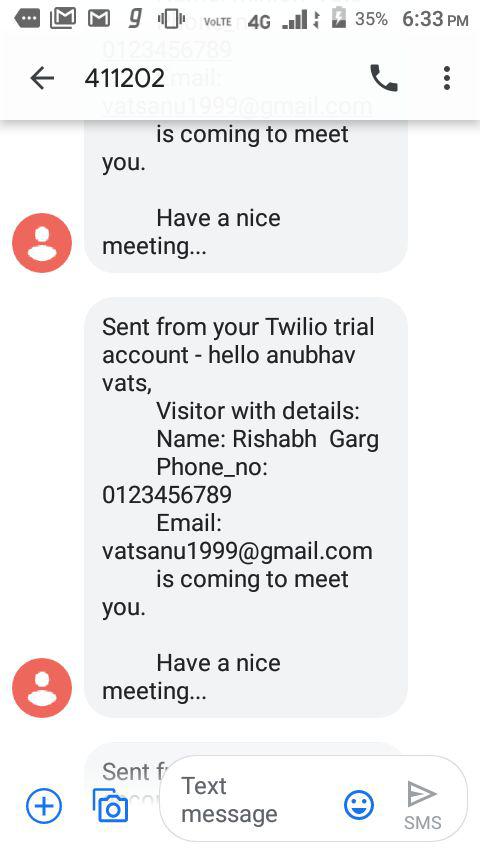 VoLTE 4G 35% 6:33 PM
411202
0123456789
Email:
vatsanu1999@gmail.com
is coming to meet
you.
Have a nice
meeting...
Sent from your Twilio trial
account - hello anubhav
vats,
Visitor with details:
Name: Rishabh Garg
Phone_no:
0123456789
Email:
vatsanu1999@gmail.com
is coming to meet
you.
Have a nice
meeting...
Sent
Text
message
SMS